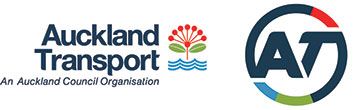 Auckland
Transport
An Auckland Council Organisation
AT